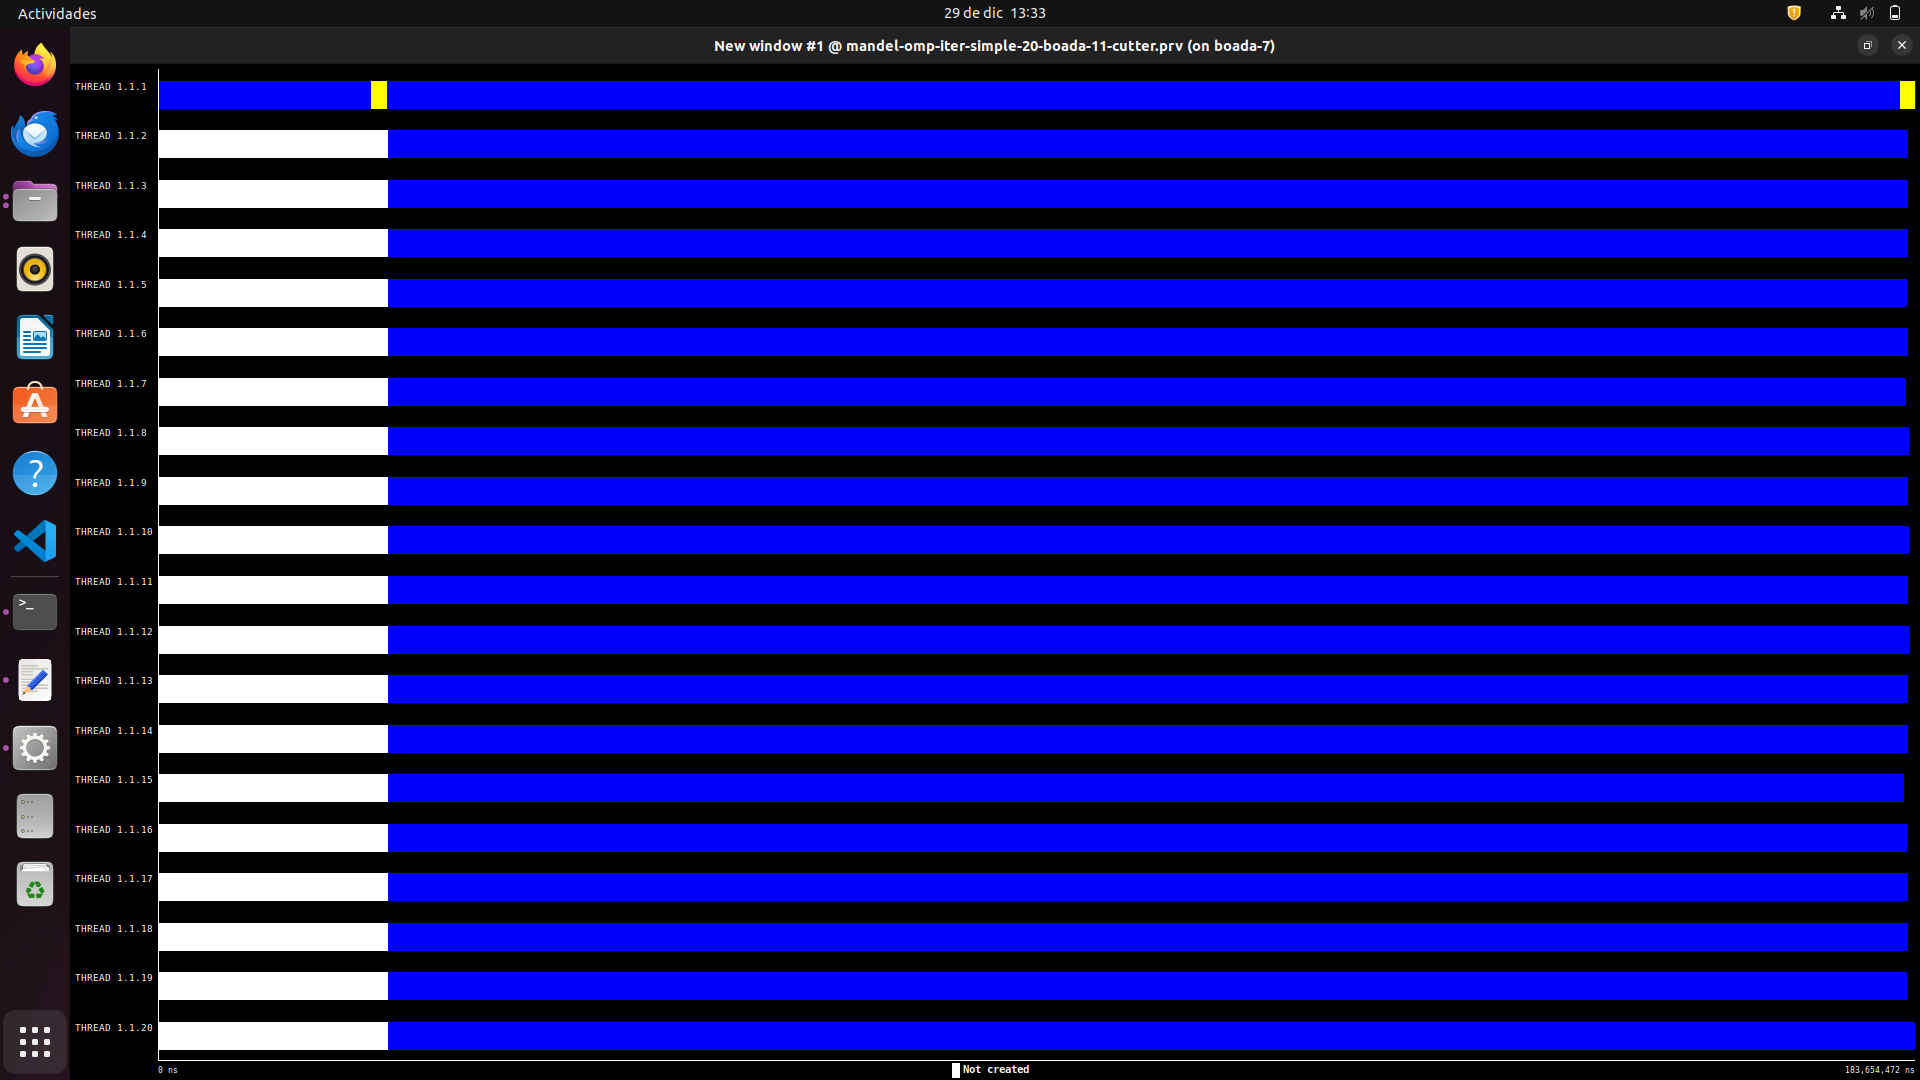 Actividades
29 de dic 13:33
New window #1 @ mandel-omp-iter-simple-20-boada-11-cutter.prv (on boada-7)
THREAD 1.1.1
THREAD 1.1.2
THREAD 1.1.3
THREAD 1.1.4
THREAD 1.1.5
THREAD 1.1.6
THREAD 1.1.7
THREAD 1.1.8
THREAD 1.1.9
THREAD 1.1.10
THREAD 1.1.11
THREAD 1.1.12
THREAD 1.1.13
THREAD 1.1.14
THREAD 1.1.15
THREAD 1.1.16
THREAD 1.1.17
THREAD 1.1.18
THREAD 1.1.19
THREAD 1.1.20
0 ns
Not created
183,654,472 ns